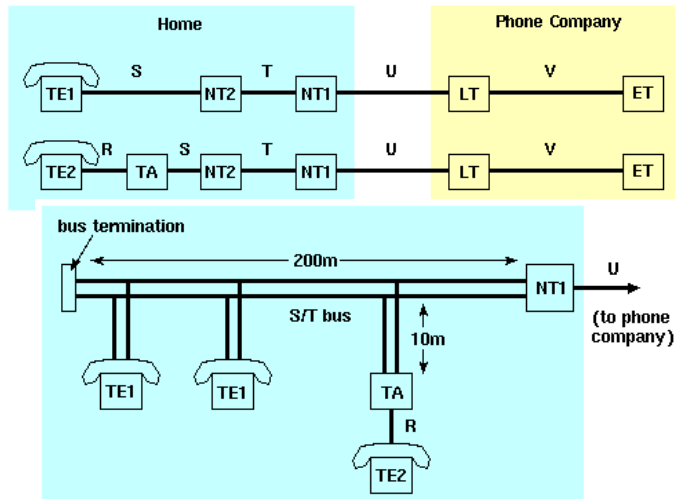 Home
Phone Company
S T U V
TE1 NT2 NT1 LT ET
R S T U V
TE2 TA NT2 NT1 LT ET
bus termination
200m
U
NT1
S/T bus
(to phone
company)
10m
TE1 TE1 TA
R
TE2